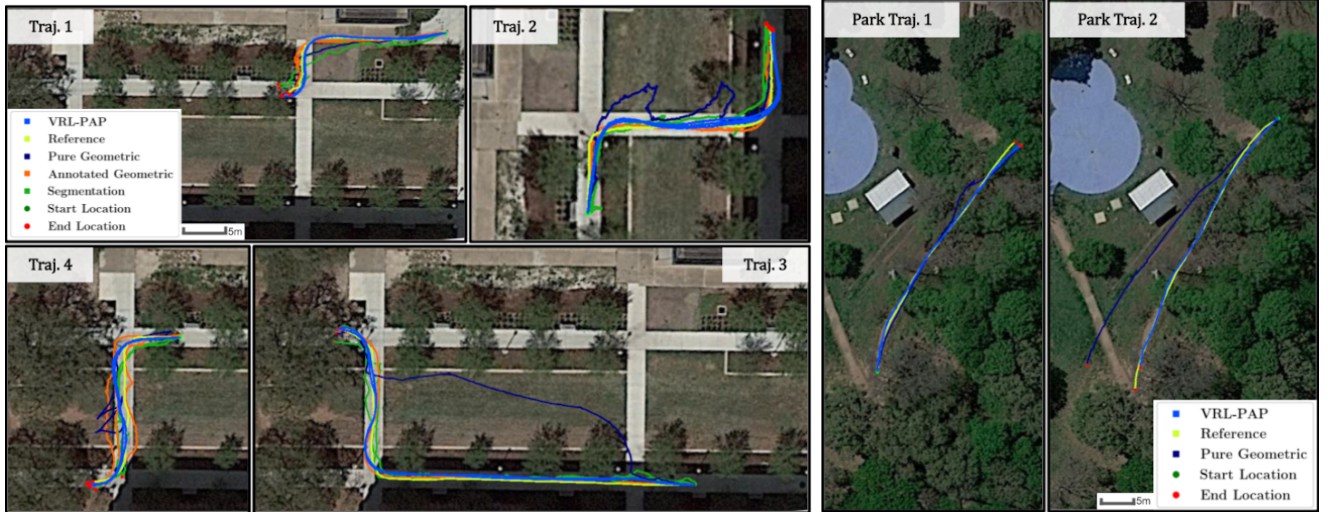 Traj. 1
VRL-PAP
Reference
Pure Geometric
Annotated Geometric
Segmentation
Start Location
End Location
5m
Traj. 2
Traj. 4
Traj. 3
Park Traj. 1
Park Traj. 2
VRL-PAP
Reference
Pure Geometric
Start Location
End Location
5m